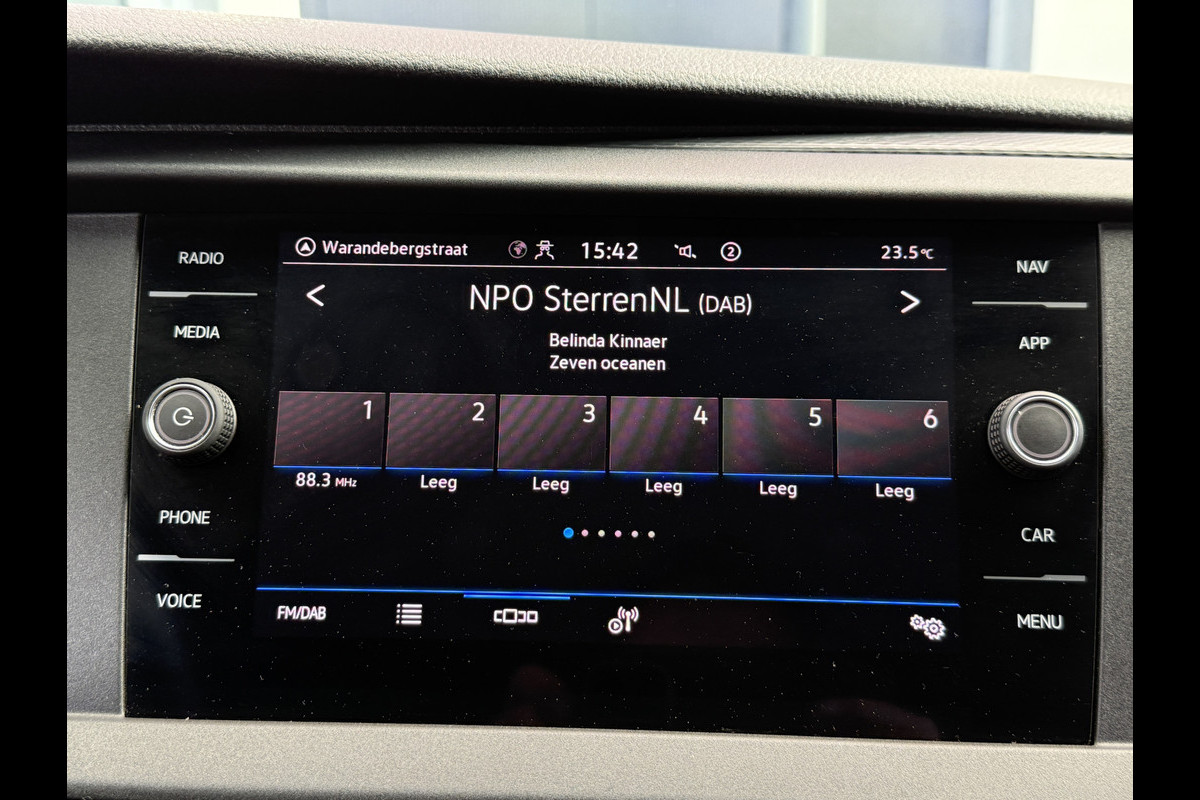 RADIO
MEDIA
PHONE
VOICE
Warandebergstraat 15:42 2 23.5°C
< NPO SterrenNL (DAB) >
Belinda Kinnaer
Zeven oceanen
1 2 3 4 5 6
88.3 MHz Leeg Leeg Leeg Leeg Leeg
FM/DAB
NAV
APP
CAR
MENU